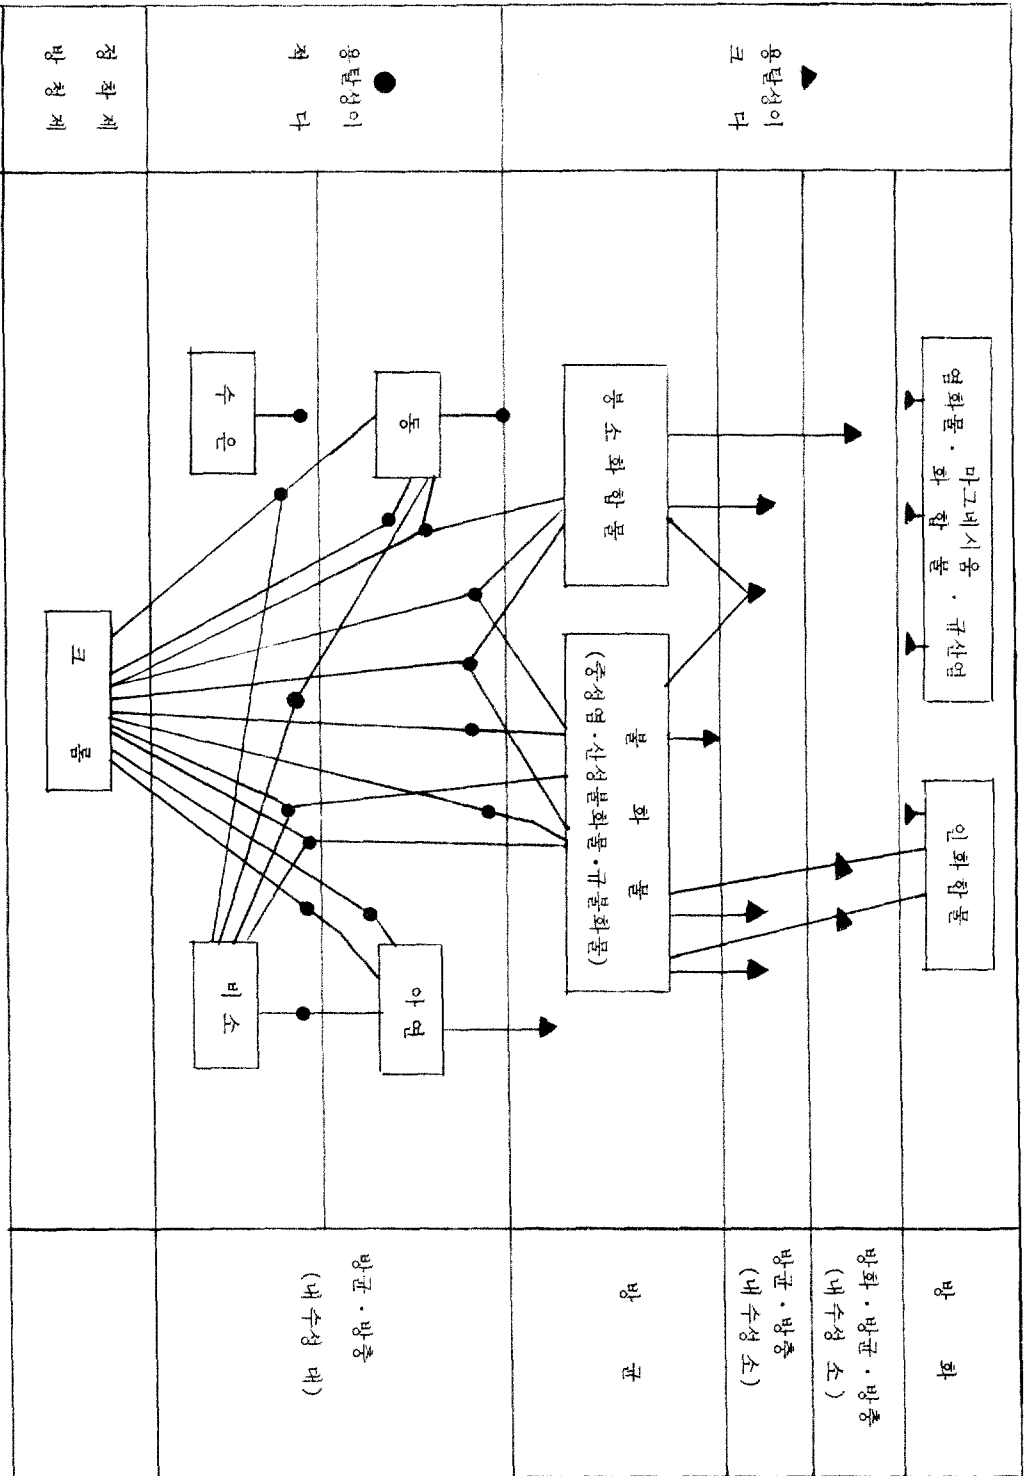 염화물·마그네시움·규산염
화 합 물
인화합물
방 화
방화·방균·방충
(내수성 소)
▲
용탈성이
크 다
방균·방충
(내수성 소)
붕소화합물
불 화 물
(중성염·산성불화물·규불화물)
방 균
●
용탈성이
적 다
동
아연
수 은
비소
방균·방충
(내수성 대)
정 착 제
방 청 제
크 롬